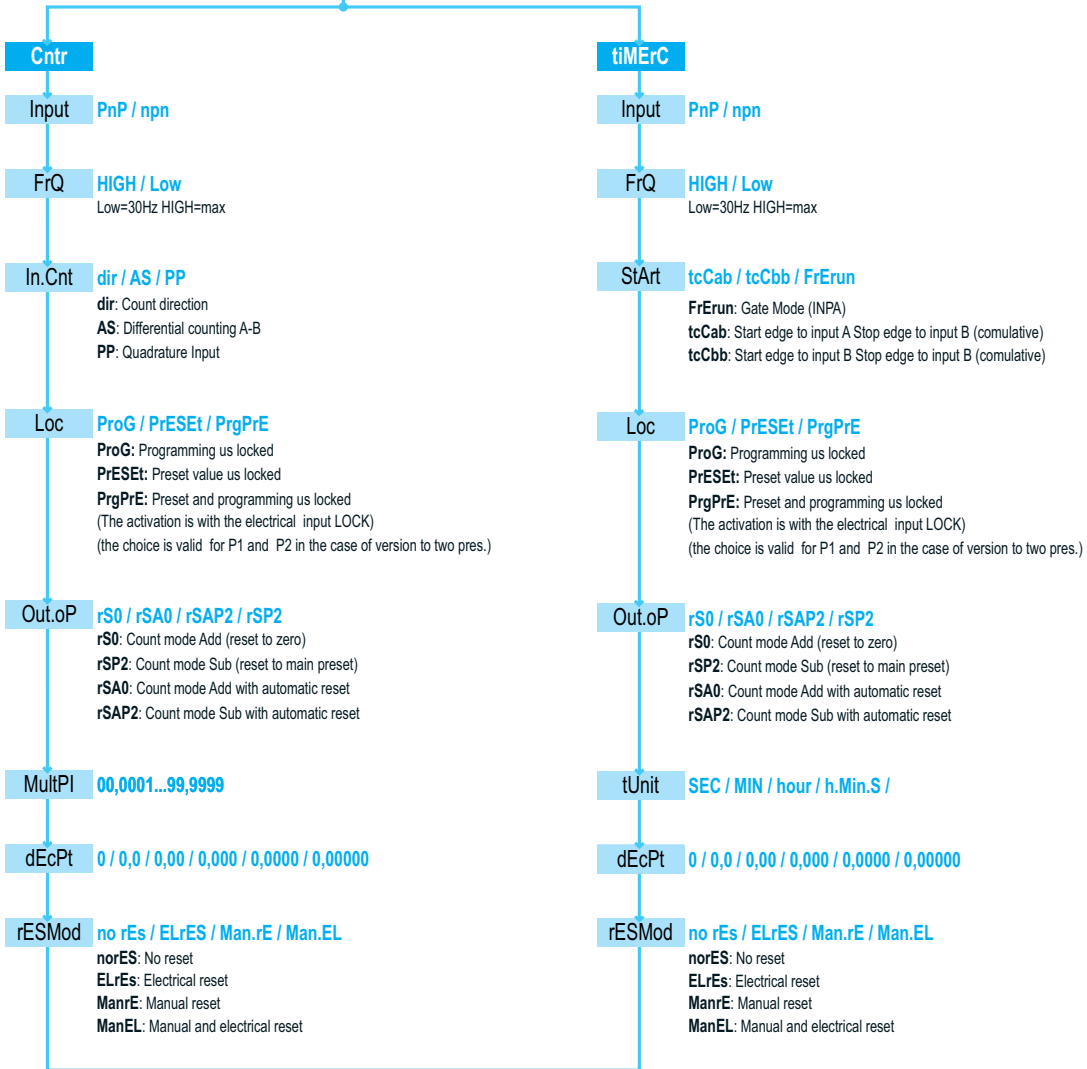 Cntr
Input PnP / npn
FrQ HIGH / Low
Low=30Hz HIGH=max
In.Cnt dir / AS / PP
dir: Count direction
AS: Differential counting A-B
PP: Quadrature Input
Loc ProG / PrESEt / PrgPrE
ProG: Programming us locked
PrESEt: Preset value us locked
PrgPrE: Preset and programming us locked
(The activation is with the electrical input LOCK)
(the choice is valid for P1 and P2 in the case of version to two pres.)
Out.oP rS0 / rSA0 / rSAP2 / rSP2
rS0: Count mode Add (reset to zero)
rSP2: Count mode Sub (reset to main preset)
rSA0: Count mode Add with automatic reset
rSAP2: Count mode Sub with automatic reset
MultPI 00,0001...99,9999
dEcPt 0 / 0,0 / 0,00 / 0,000 / 0,0000 / 0,00000
rESMod no rEs / ELrES / Man.rE / Man.EL
norES: No reset
ELrEs: Electrical reset
ManrE: Manual reset
ManEL: Manual and electrical reset
tiMErC
Input PnP / npn
FrQ HIGH / Low
Low=30Hz HIGH=max
StArt tcCab / tcCbb / FrErun
FrErun: Gate Mode (INPA)
tcCab: Start edge to input A Stop edge to input B (comulative)
tcCbb: Start edge to input B Stop edge to input B (comulative)
Loc ProG / PrESEt / PrgPrE
ProG: Programming us locked
PrESEt: Preset value us locked
PrgPrE: Preset and programming us locked
(The activation is with the electrical input LOCK)
(the choice is valid for P1 and P2 in the case of version to two pres.)
Out.oP rS0 / rSA0 / rSAP2 / rSP2
rS0: Count mode Add (reset to zero)
rSP2: Count mode Sub (reset to main preset)
rSA0: Count mode Add with automatic reset
rSAP2: Count mode Sub with automatic reset
tUnit SEC / MIN / hour / h.Min.S /
dEcPt 0 / 0,0 / 0,00 / 0,000 / 0,0000 / 0,00000
rESMod no rEs / ELrES / Man.rE / Man.EL
norES: No reset
ELrEs: Electrical reset
ManrE: Manual reset
ManEL: Manual and electrical reset